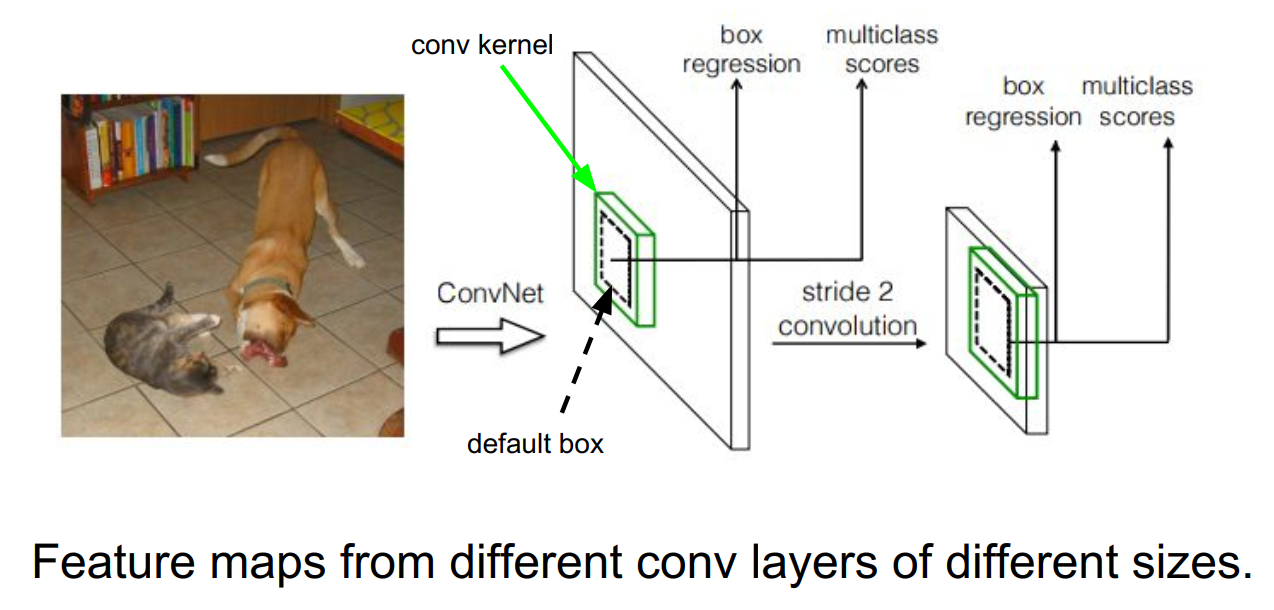 conv kernel
box
regression
multiclass
scores
box
regression
multiclass
scores
ConvNet
stride 2
convolution
default box
Feature maps from different conv layers of different sizes.